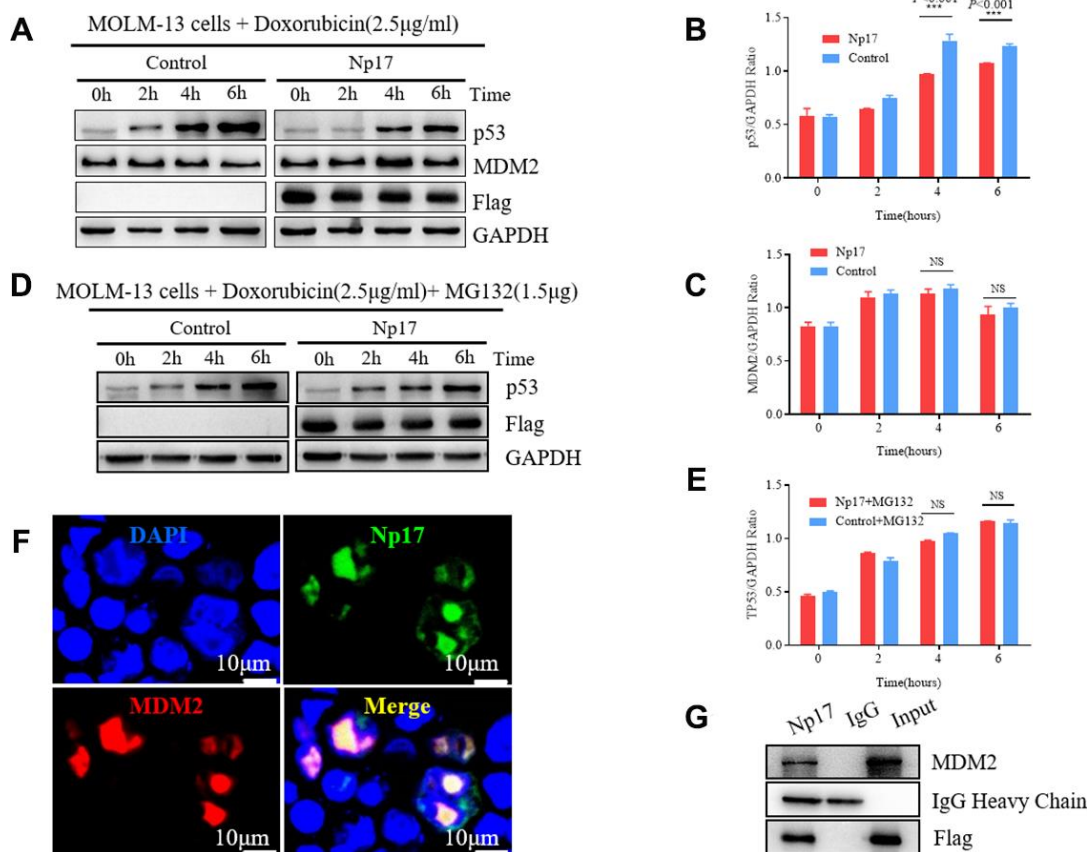 A
MOLM-13 cells + Doxorubicin(2.5μg/ml)
Control Np17
0h 2h 4h 6h 0h 2h 4h 6h Time
p53
MDM2
Flag
GAPDH
B
P<0.001 P<0.001
*** ***
Np17
Control
p53/GAPDH Ratio
1.5
1.0
0.5
0.0
0 2 4 6
Time(hours)
C
Np17
Control
NS NS
MDM2/GAPDH Ratio
1.5
1.0
0.5
0.0
0 2 4 6
Time(hours)
D
MOLM-13 cells + Doxorubicin(2.5μg/ml)+ MG132(1.5μg)
Control Np17
0h 2h 4h 6h 0h 2h 4h 6h Time
p53
Flag
GAPDH
E
Np17+MG132
Control+MG132
NS NS
TP53/GAPDH Ratio
1.5
1.0
0.5
0.0
0 2 4 6
Time(hours)
F
DAPI Np17
10μm 10μm
MDM2 Merge
10μm 10μm
G
Np17 IgG Input
MDM2
IgG Heavy Chain
Flag